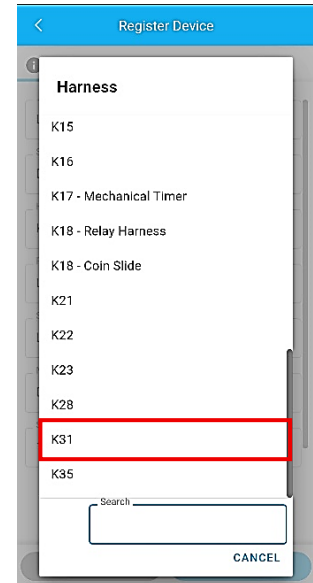 Register Device
Harness
K15
K16
K17 - Mechanical Timer
K18 - Relay Harness
K18 - Coin Slide
K21
K22
K23
K28
K31
K35
Search
CANCEL